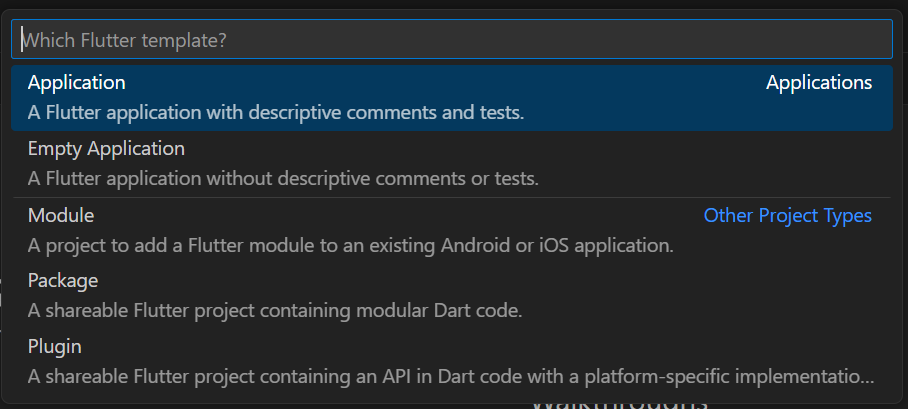 Which Flutter template?
Application Applications
A Flutter application with descriptive comments and tests.
Empty Application
A Flutter application without descriptive comments or tests.
Module Other Project Types
A project to add a Flutter module to an existing Android or iOS application.
Package
A shareable Flutter project containing modular Dart code.
Plugin
A shareable Flutter project containing an API in Dart code with a platform-specific implementatio...
Walkthroughs